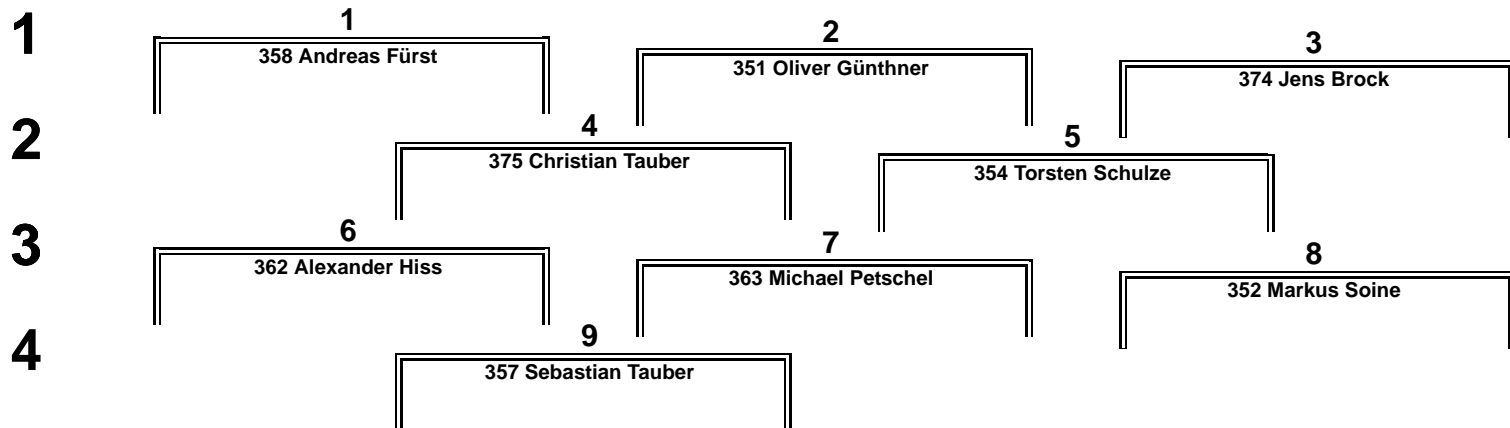 1
1
2
3
358 Andreas Fürst
351 Oliver Günthner
374 Jens Brock
2
4
5
375 Christian Tauber
354 Torsten Schulze
3
6
7
8
362 Alexander Hiss
363 Michael Petschel
352 Markus Soine
4
9
357 Sebastian Tauber